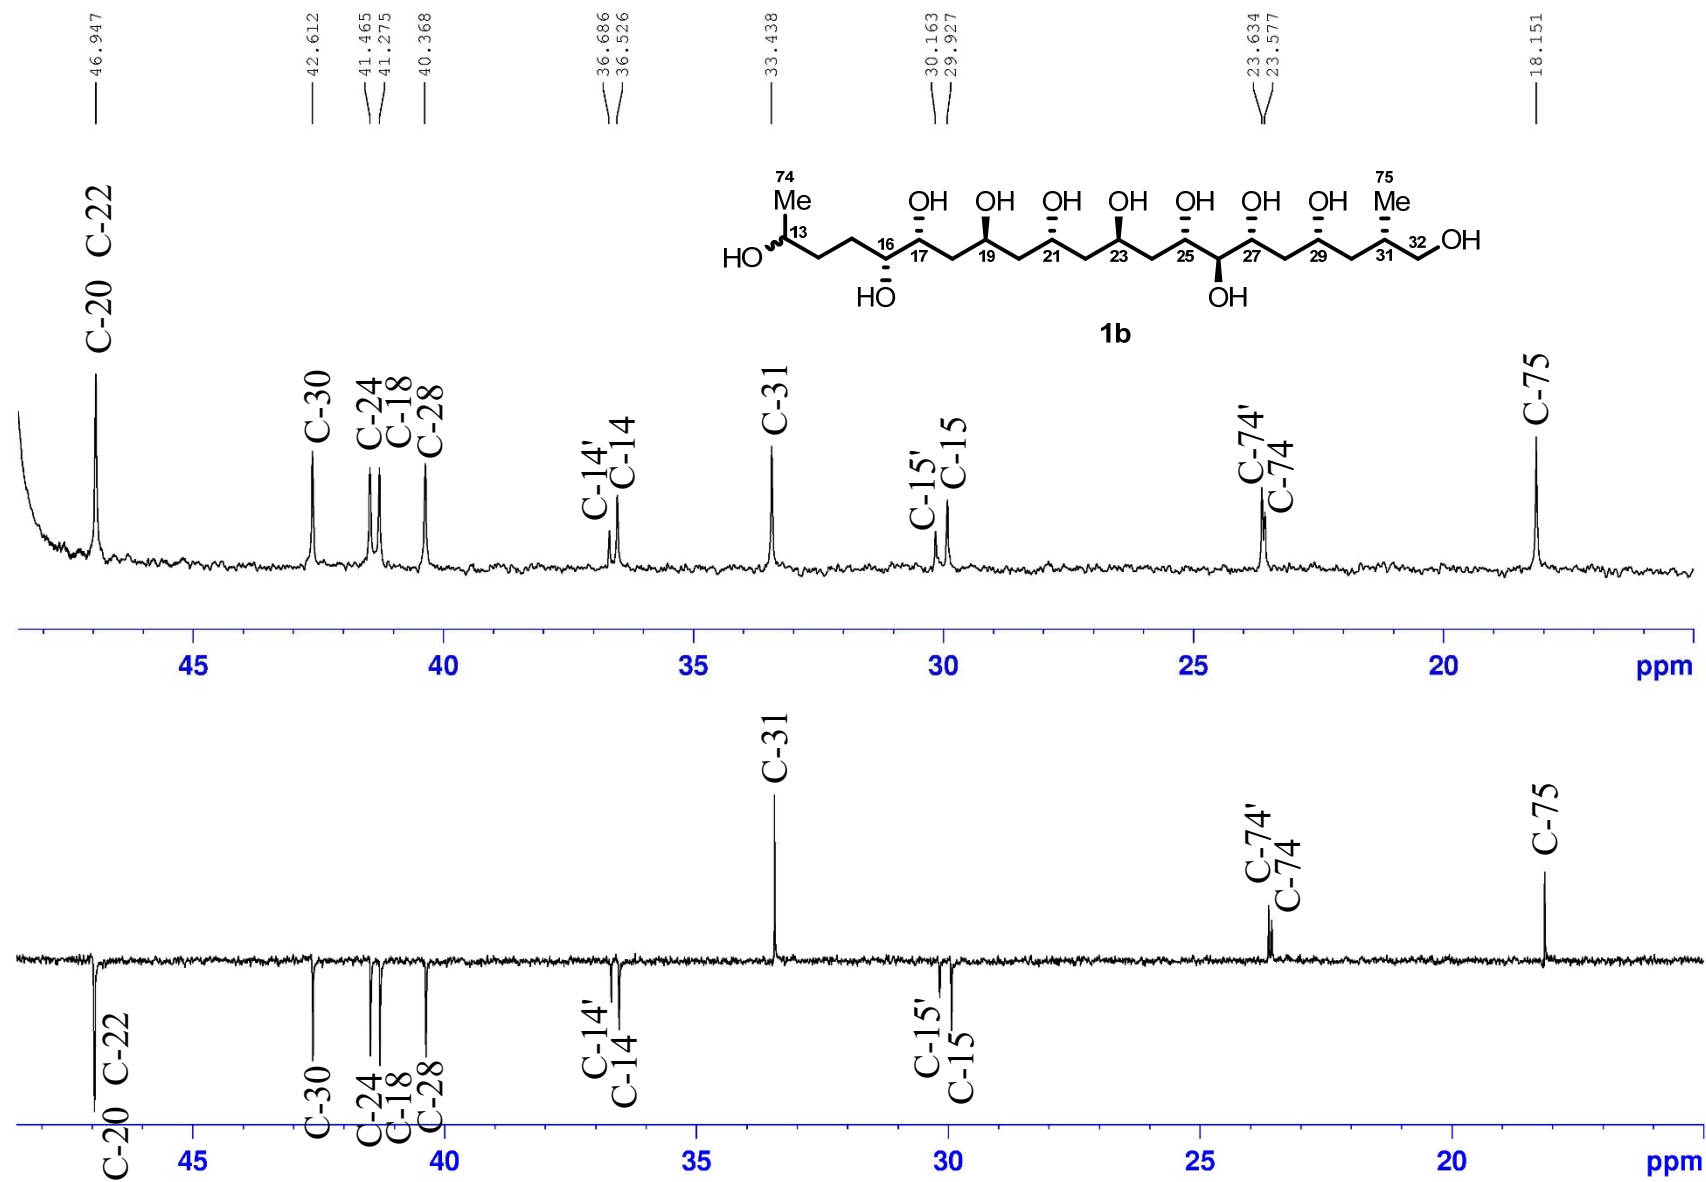 46.947
42.612
41.465
41.275
40.368
36.686
36.526
33.438
30.163
29.927
23.634
23.577
18.151
74
Me
OH OH OH OH OH OH OH
75
Me
HO
13
16
17
19
21
23
25
27
29
31
32
OH
HO
OH
1b
C-20 C-22
C-30
C-24
C-18
C-28
C-14'
C-14
C-31
C-15'
C-15
C-74'
C-74
C-75
45 40 35 30 25 20 ppm
C-31
C-74'
C-74
C-75
C-20 C-22
C-30
C-24
C-18
C-28
C-14'
C-14
C-15'
C-15
45 40 35 30 25 20 ppm